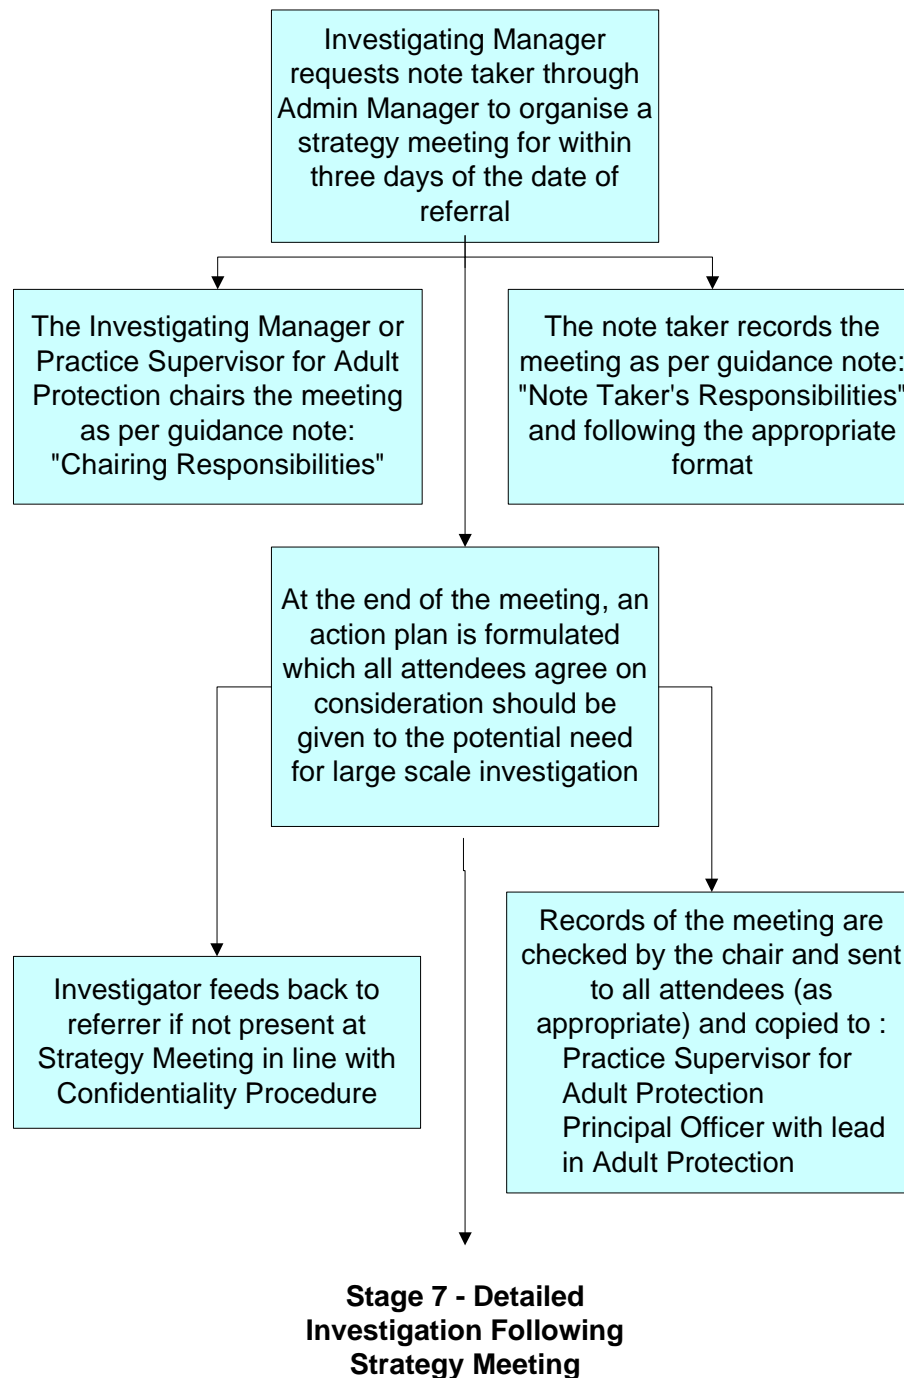 Investigating Manager
requests note taker through
Admin Manager to organise a
strategy meeting for within
three days of the date of
referral
The Investigating Manager or
Practice Supervisor for Adult
Protection chairs the meeting
as per guidance note:
"Chairing Responsibilities"
The note taker records the
meeting as per guidance note:
"Note Taker's Responsibilities"
and following the appropriate
format
At the end of the meeting, an
action plan is formulated
which all attendees agree on
consideration should be
given to the potential need
for large scale investigation
Investigator feeds back to
referrer if not present at
Strategy Meeting in line with
Confidentiality Procedure
Records of the meeting are
checked by the chair and sent
to all attendees (as
appropriate) and copied to :
Practice Supervisor for
Adult Protection
Principal Officer with lead
in Adult Protection
Stage 7 - Detailed
Investigation Following
Strategy Meeting